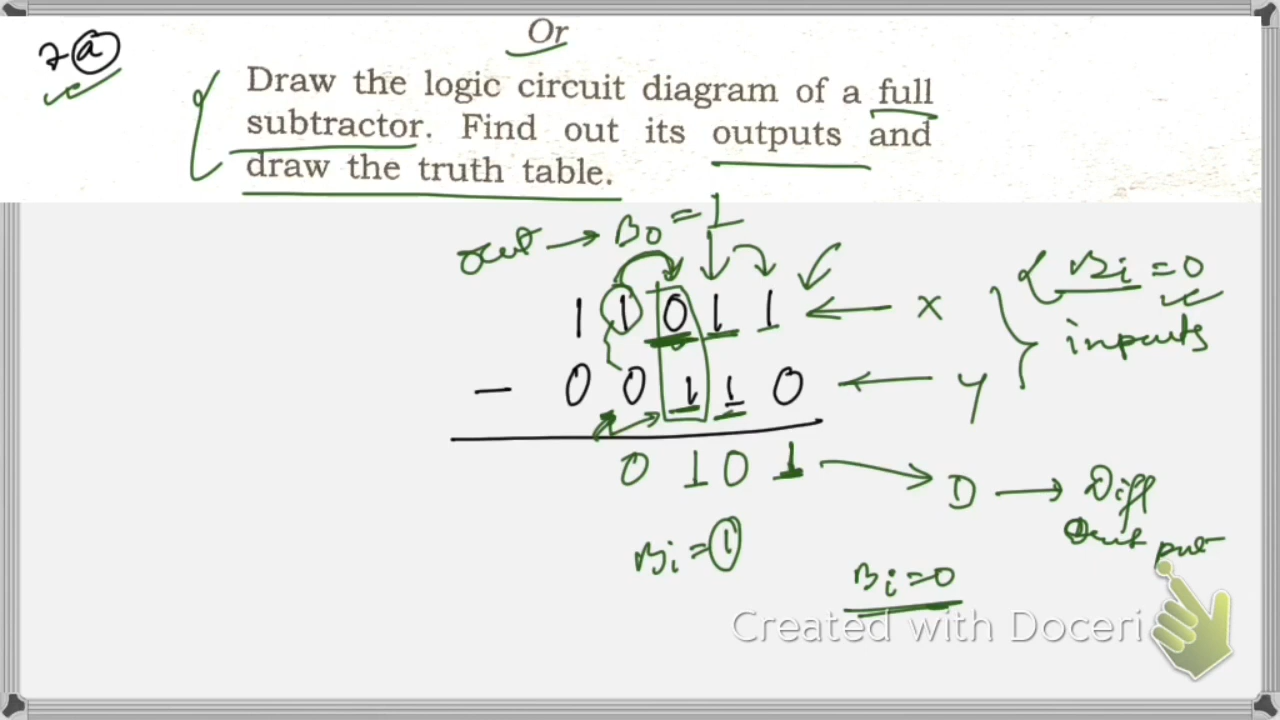 Or
7 a
Draw the logic circuit diagram of a full
subtractor. Find out its outputs and
draw the truth table.
out → B0 = 1
1 1 0 1 1 ← X
Bi = 0
inputs
− 0 0 1 1 0 ← y
0 1 0 1 → D → Diff
Output
Bi = 1
Bi = 0
Created with Doceri